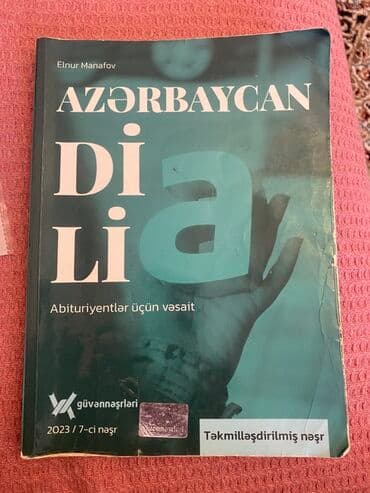 Elnur Manafov
AZƏRBAYCAN
Dİ
Lİ
a
Abituriyentlər üçün vəsait
güvənnəşrləri
2023 / 7-ci nəşr
Təkmilləşdirilmiş nəşr